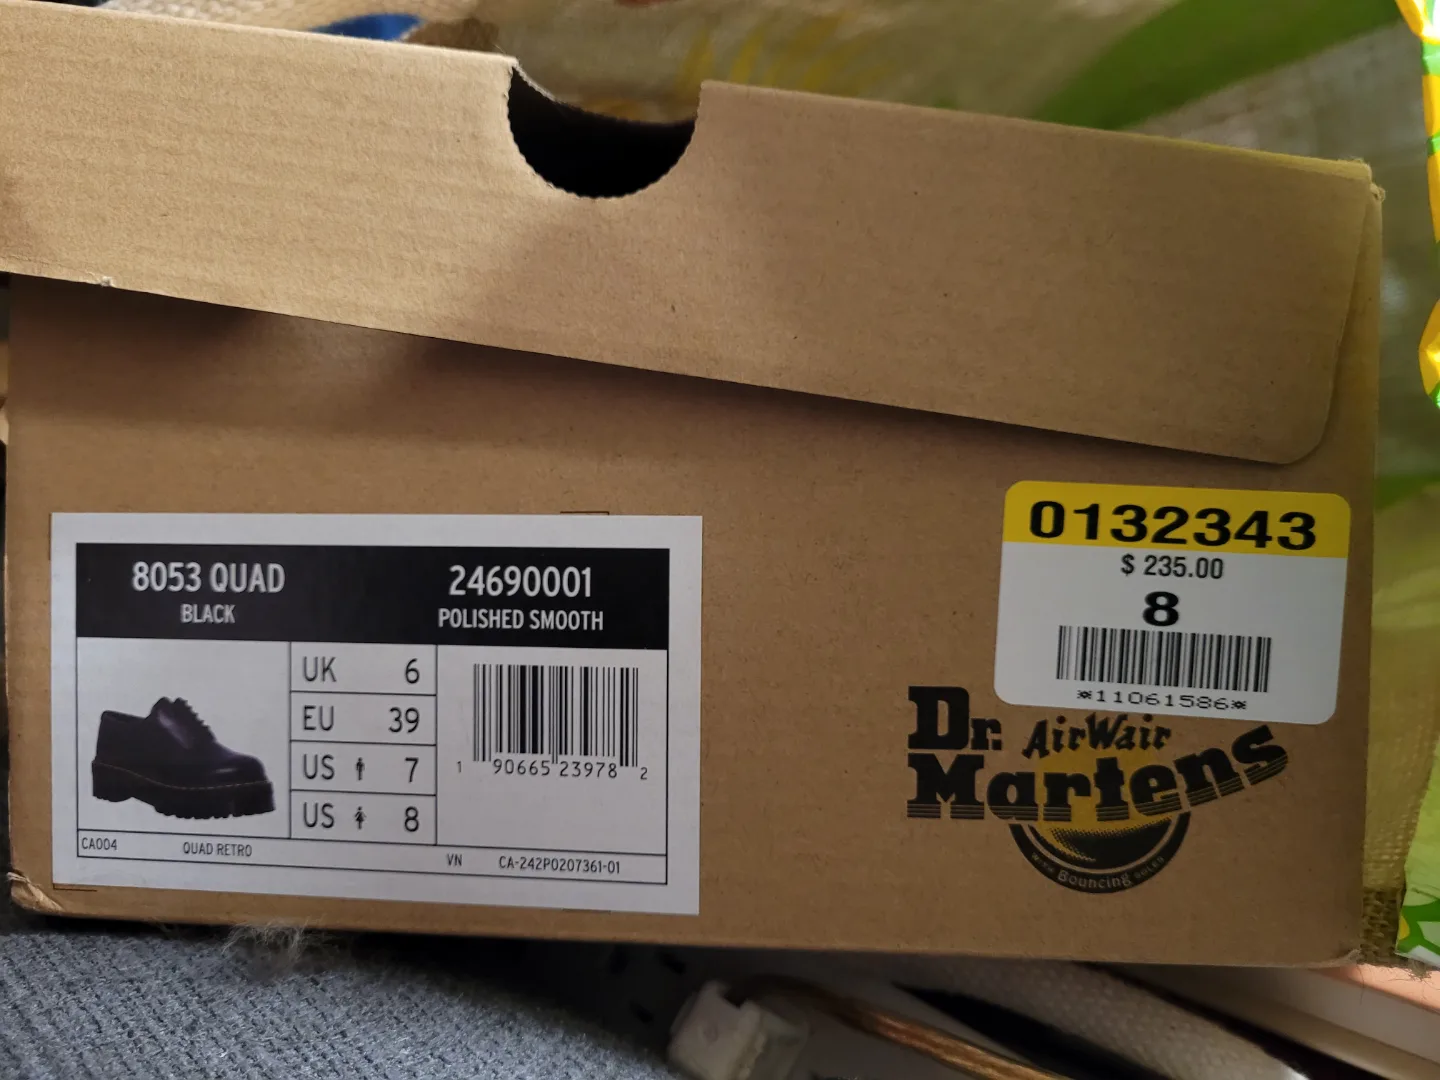 8053 QUAD
BLACK
24690001
POLISHED SMOOTH
UK 6
EU 39
US 7
US 8
1 90665 23978 2
CA004 QUAD RETRO VN CA-242P0207361-01
0132343
$ 235.00
8
*11061586*
Dr. AirWair
Martens
WITH Bouncing SOLES